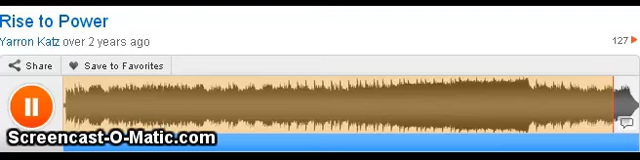 Rise to Power
Yarron Katz over 2 years ago
127
Share
Save to Favorites
Screencast-O-Matic.com